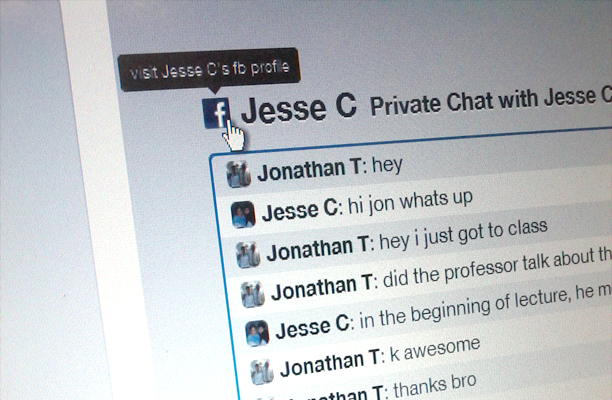 visit Jesse C's fb profile
f Jesse C Private Chat with Jesse C
Jonathan T: hey
Jesse C: hi jon whats up
Jonathan T: hey i just got to class
Jonathan T: did the professor talk about
Jesse C: in the beginning of lecture, he
Jonathan T: k awesome
Jonathan T: thanks bro